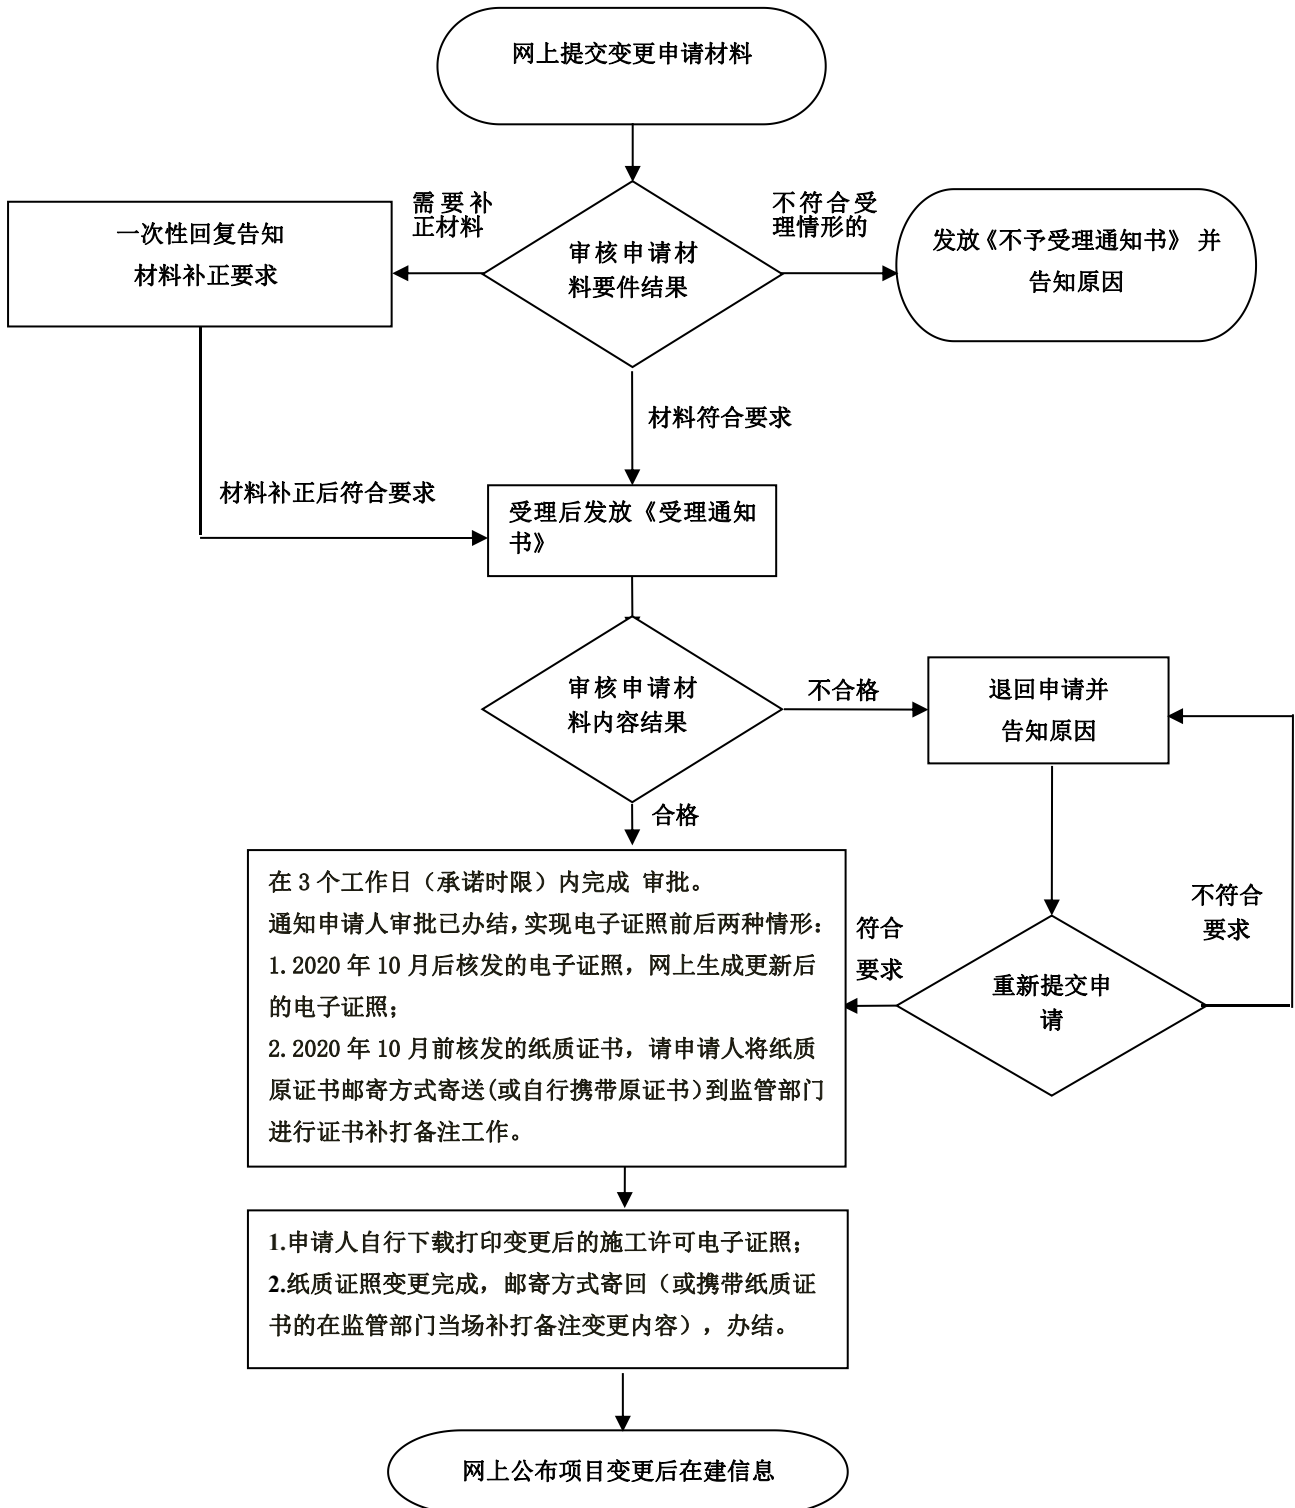 网上提交变更申请材料
需要补
正材料
不符合受
理情形的
一次性回复告知
材料补正要求
审核申请材
料要件结果
发放《不予受理通知书》 并
告知原因
材料符合要求
材料补正后符合要求
受理后发放《受理通知
书》
审核申请材
料内容结果
不合格
退回申请并
告知原因
合格
在 3 个工作日（承诺时限）内完成 审批。
通知申请人审批已办结,实现电子证照前后两种情形：
1. 2020 年 10 月后核发的电子证照，网上生成更新后
的电子证照；
2. 2020 年 10 月前核发的纸质证书，请申请人将纸质
原证书邮寄方式寄送(或自行携带原证书)到监管部门
进行证书补打备注工作。
符合
要求
重新提交申
请
不符合
要求
1.申请人自行下载打印变更后的施工许可电子证照；
2.纸质证照变更完成，邮寄方式寄回（或携带纸质证
书的在监管部门当场补打备注变更内容），办结。
网上公布项目变更后在建信息